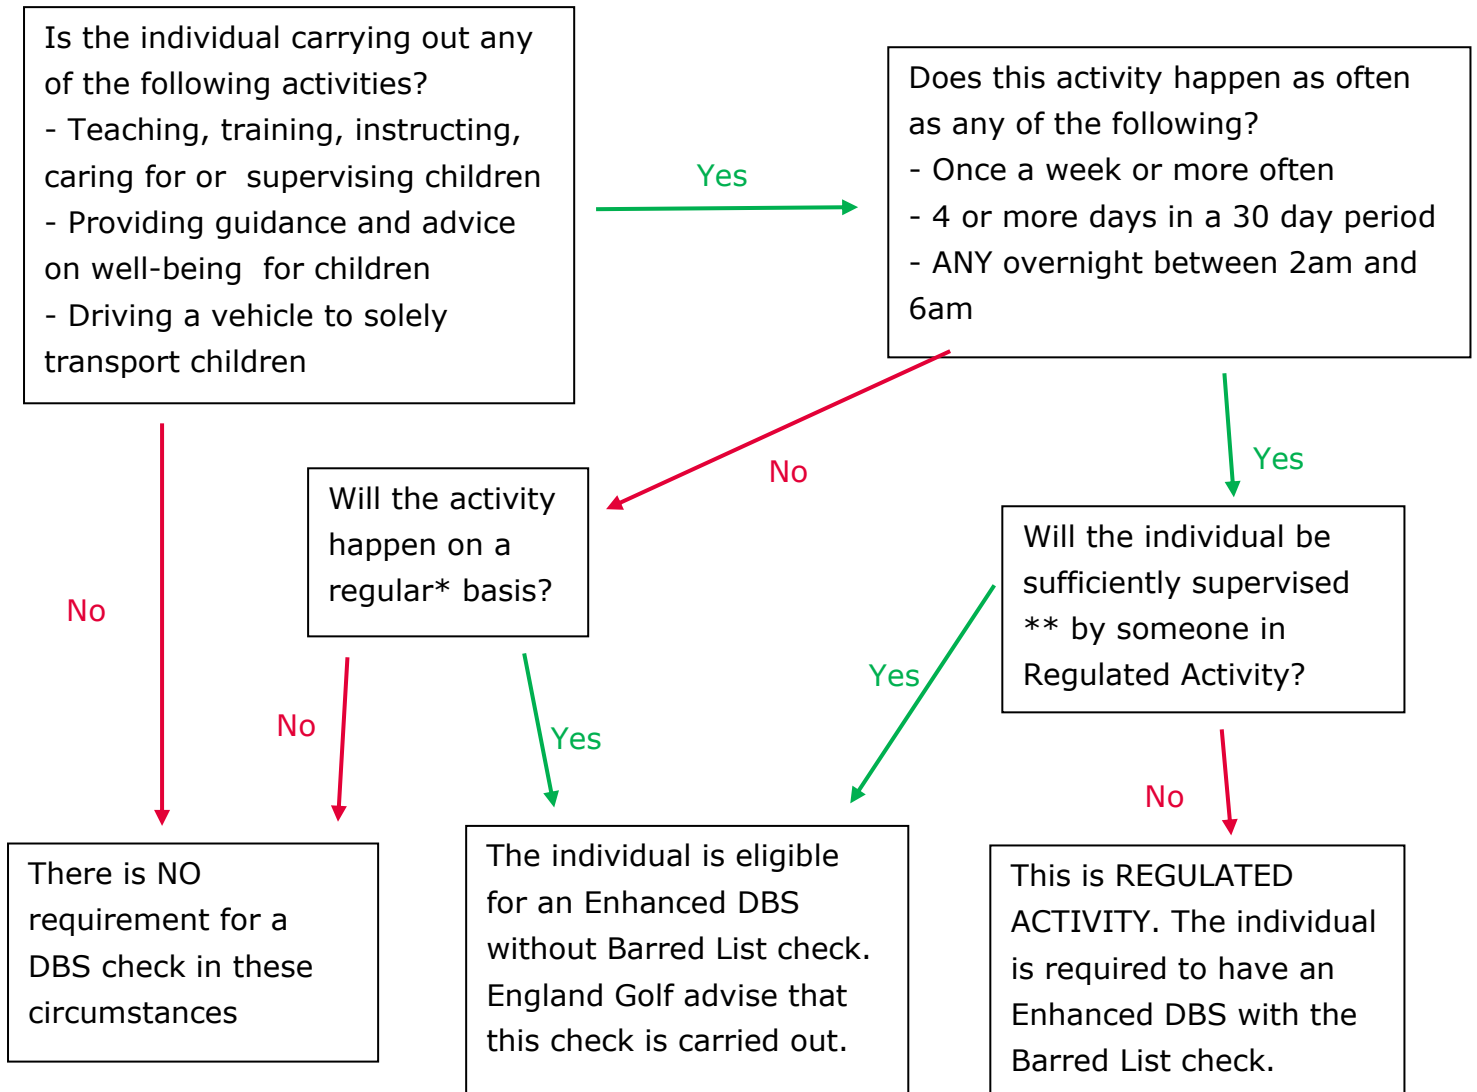 Is the individual carrying out any
of the following activities?
- Teaching, training, instructing,
caring for or supervising children
- Providing guidance and advice
on well-being for children
- Driving a vehicle to solely
transport children
Yes
Does this activity happen as often
as any of the following?
- Once a week or more often
- 4 or more days in a 30 day period
- ANY overnight between 2am and
6am
No
Yes
No
Will the activity
happen on a
regular* basis?
Will the individual be
sufficiently supervised
** by someone in
Regulated Activity?
No
Yes
Yes
No
There is NO
requirement for a
DBS check in these
circumstances
The individual is eligible
for an Enhanced DBS
without Barred List check.
England Golf advise that
this check is carried out.
This is REGULATED
ACTIVITY. The individual
is required to have an
Enhanced DBS with the
Barred List check.